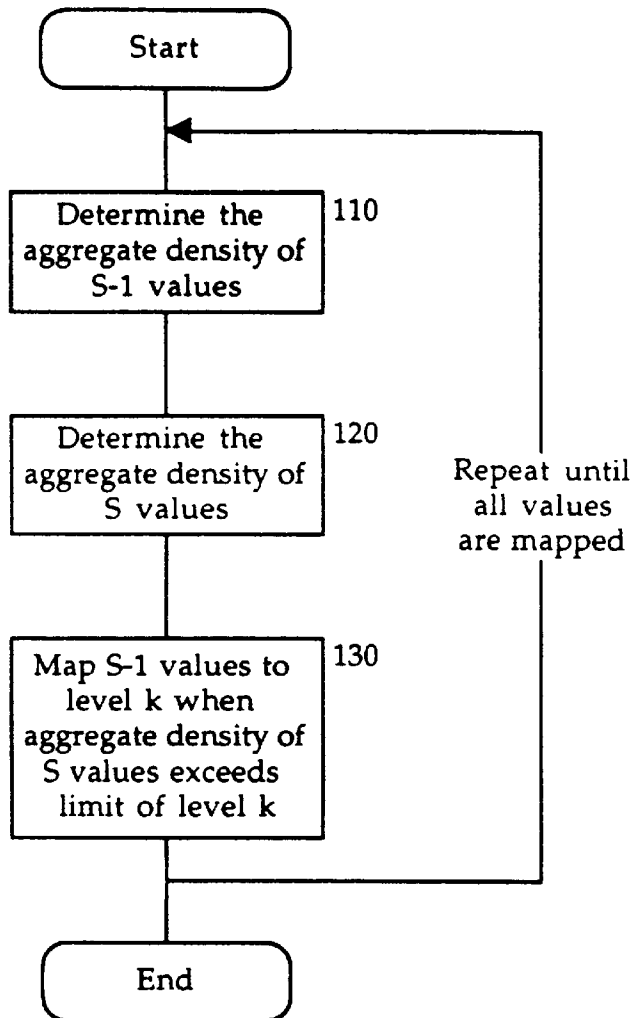 Start
Determine the
aggregate density of
S-1 values
110
Determine the
aggregate density of
S values
120
Repeat until
all values
are mapped
Map S-1 values to
level k when
aggregate density of
S values exceeds
limit of level k
130
End